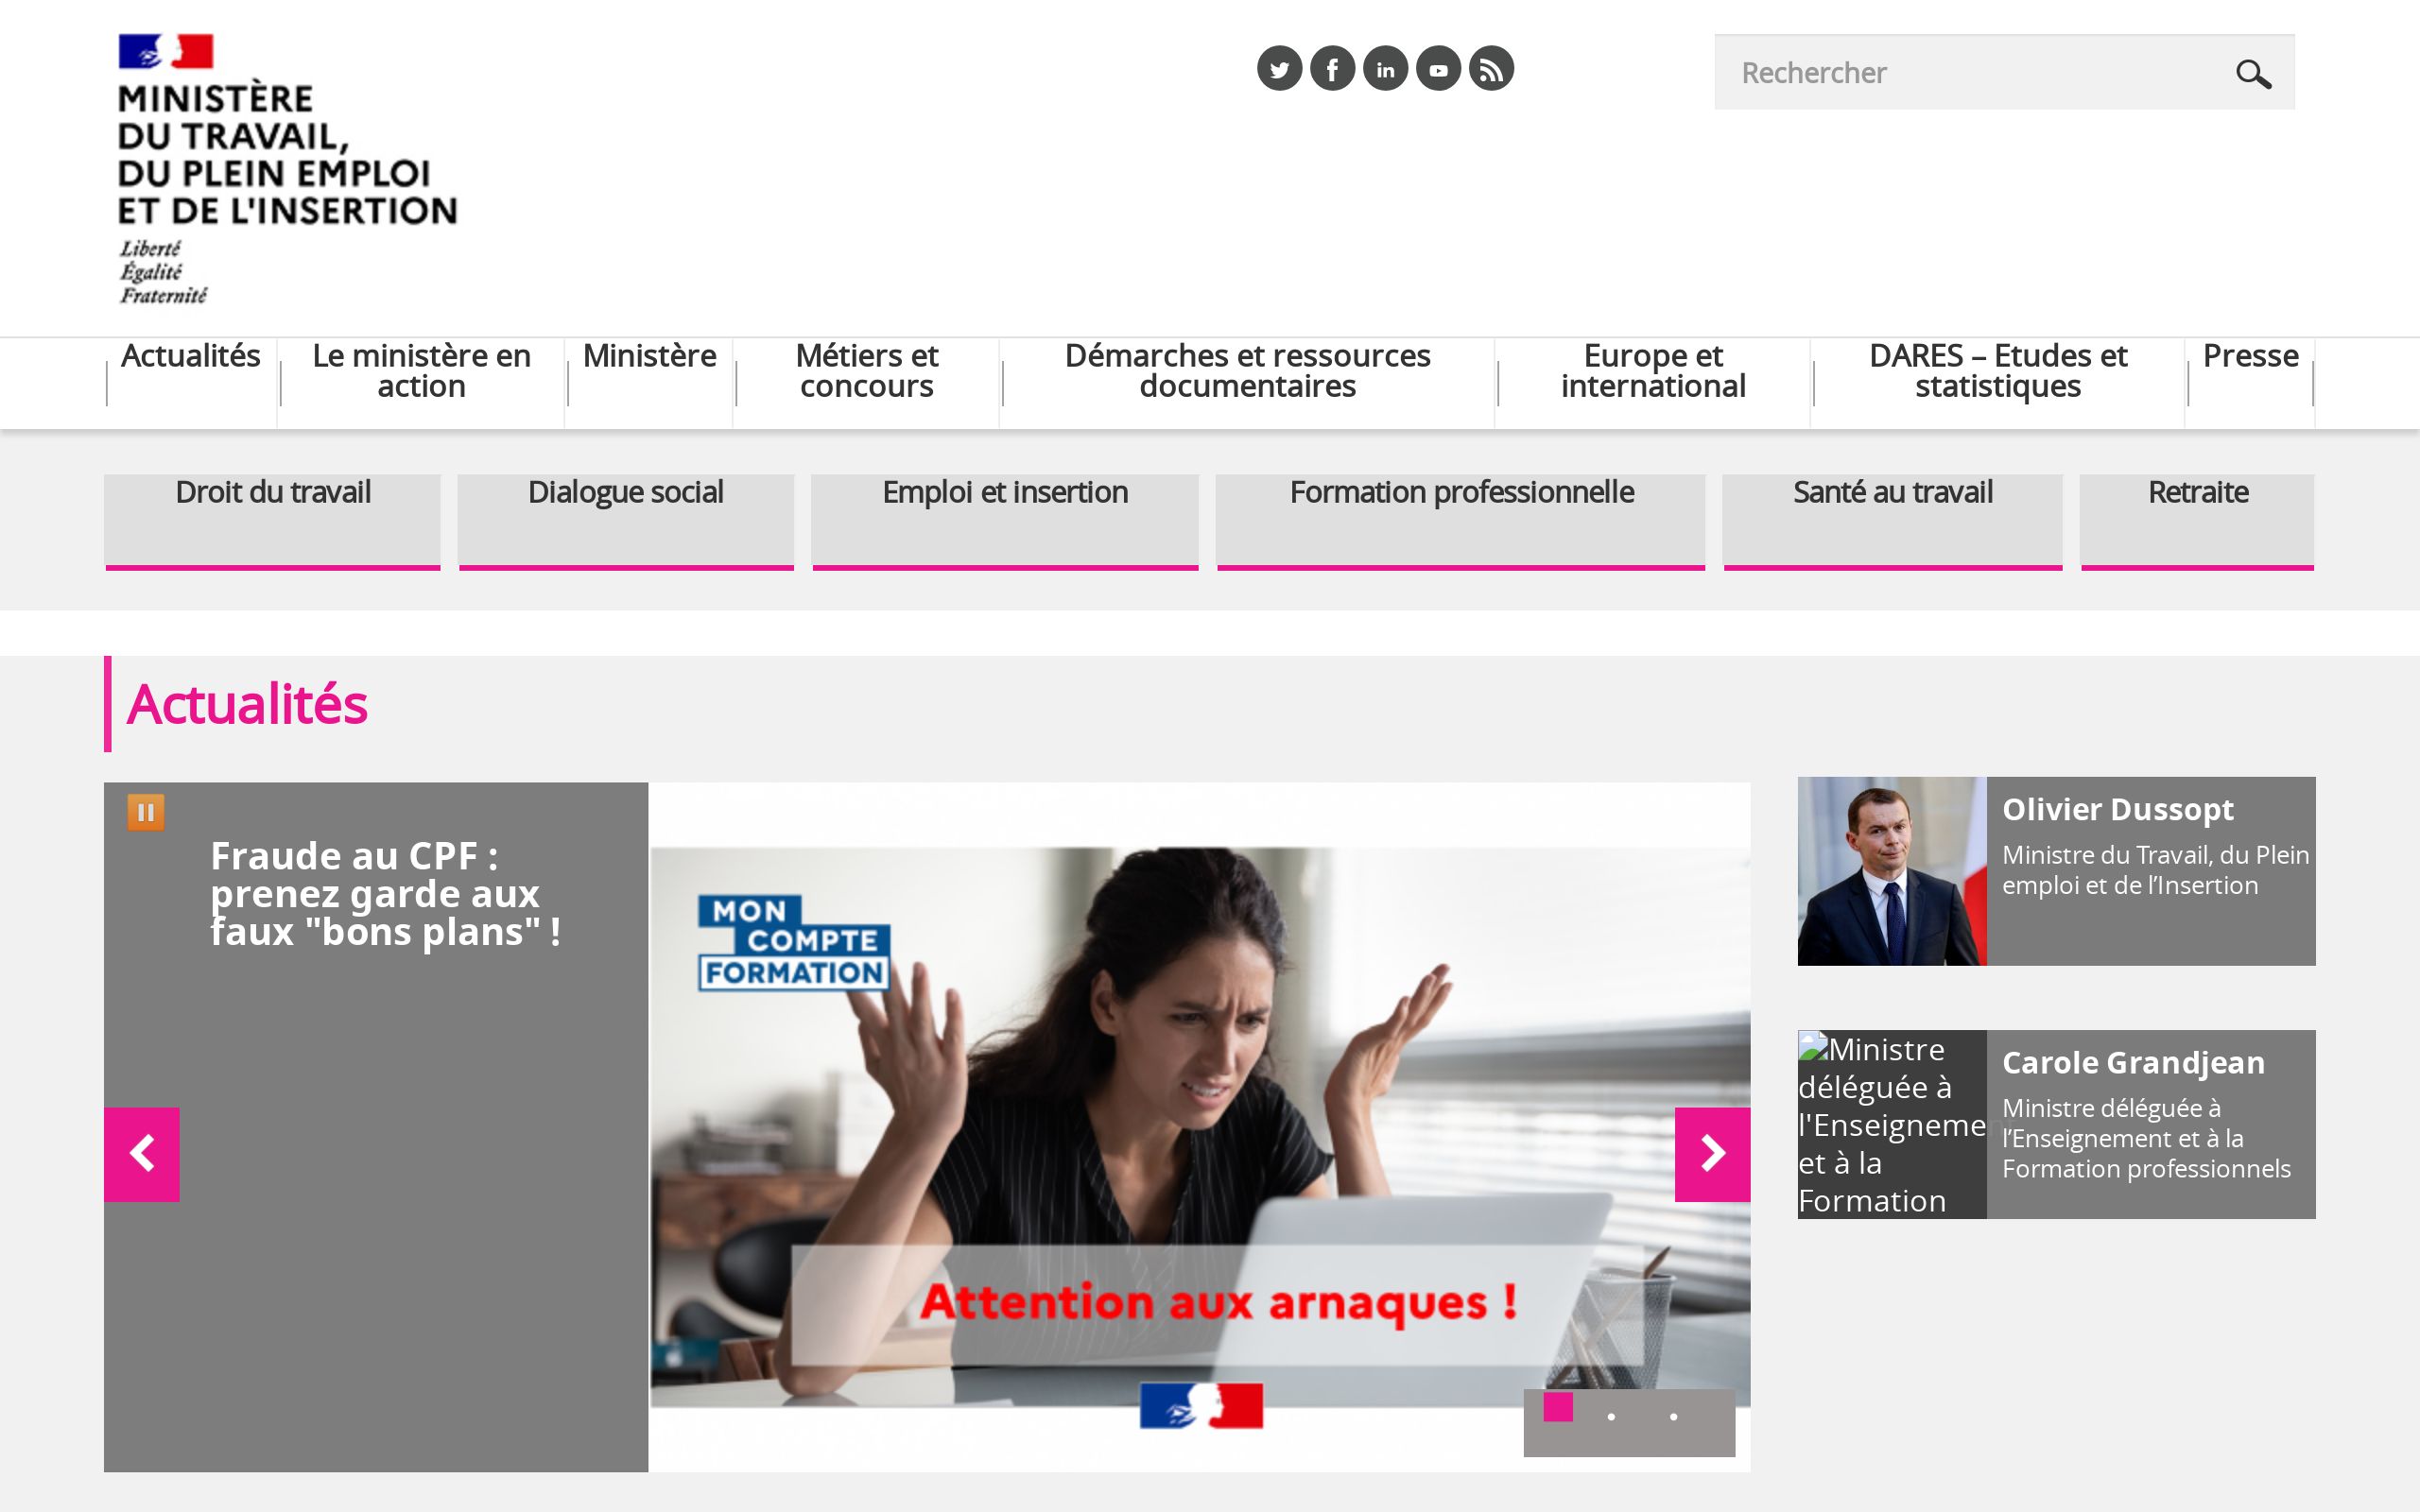 MINISTÈRE
DU TRAVAIL,
DU PLEIN EMPLOI
ET DE L'INSERTION
Liberté
Égalité
Fraternité
Rechercher
Actualités
Le ministère en
action
Ministère
Métiers et
concours
Démarches et ressources
documentaires
Europe et
international
DARES – Etudes et
statistiques
Presse
Droit du travail
Dialogue social
Emploi et insertion
Formation professionnelle
Santé au travail
Retraite
Actualités
Fraude au CPF :
prenez garde aux
faux "bons plans" !
MON
COMPTE
FORMATION
Attention aux arnaques !
Olivier Dussopt
Ministre du Travail, du Plein
emploi et de l’Insertion
Ministre
déléguée à
l'Enseigneme
et à la
Formation
Carole Grandjean
Ministre déléguée à
l’Enseignement et à la
Formation professionnels